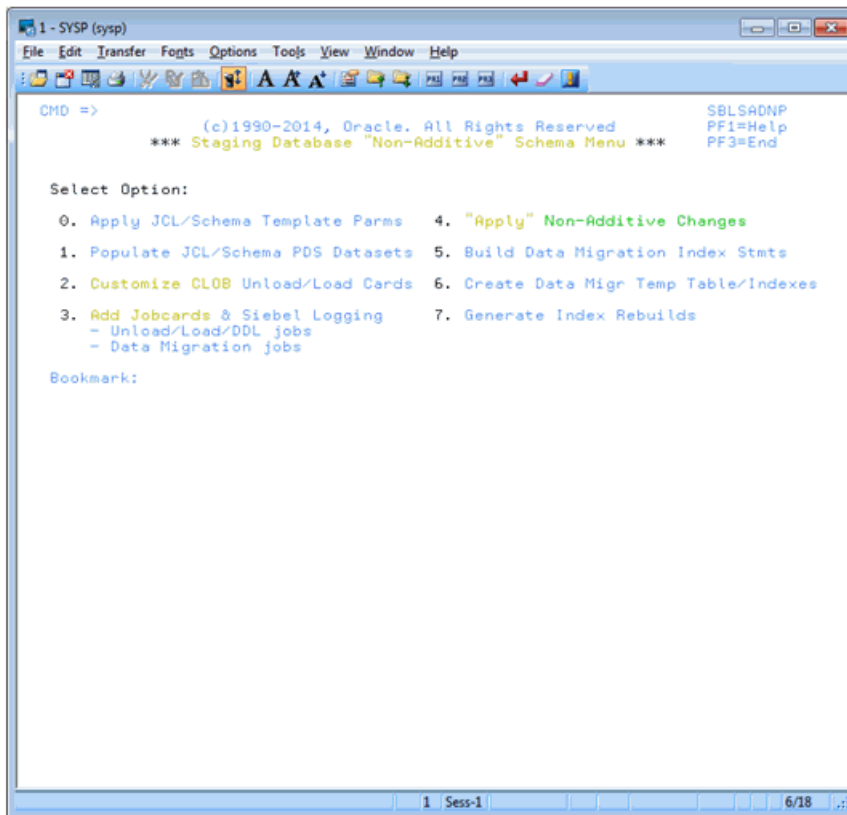 1 - SYSP (sysp)
File Edit Transfer Fonts Options Tools View Window Help
PA1 PA2 PA3
CMD => SBLSADNP
(c)1990-2014, Oracle. All Rights Reserved PF1=Help
*** Staging Database "Non-Additive" Schema Menu *** PF3=End
Select Option:
0. Apply JCL/Schema Template Parms 4. "Apply" Non-Additive Changes
1. Populate JCL/Schema PDS Datasets 5. Build Data Migration Index Stmts
2. Customize CLOB Unload/Load Cards 6. Create Data Migr Temp Table/Indexes
3. Add Jobcards & Siebel Logging 7. Generate Index Rebuilds
- Unload/Load/DDL jobs
- Data Migration jobs
Bookmark:
1 Sess-1 6/18